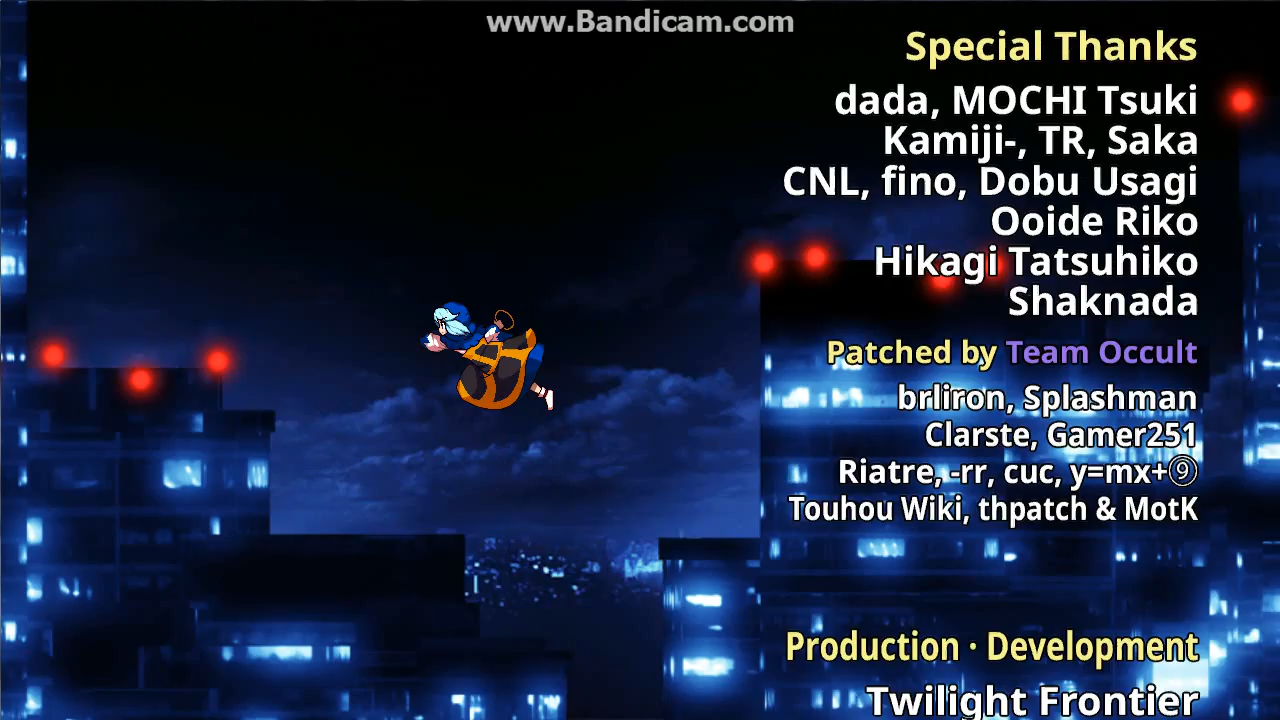 www.Bandicam.com
Special Thanks
dada, MOCHI Tsuki
Kamiji-, TR, Saka
CNL, fino, Dobu Usagi
Ooide Riko
Hikagi Tatsuhiko
Shaknada
Patched by Team Occult
brliron, Splashman
Clarste, Gamer251
Riatre, -rr, cuc, y=mx+⑨
Touhou Wiki, thpatch & MotK
Production · Development
Twilight Frontier